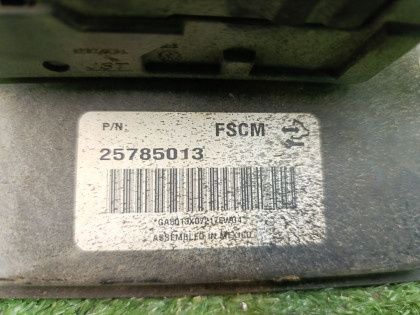 P/N:
FSCM
25785013
ASSEMBLED IN MEXICO